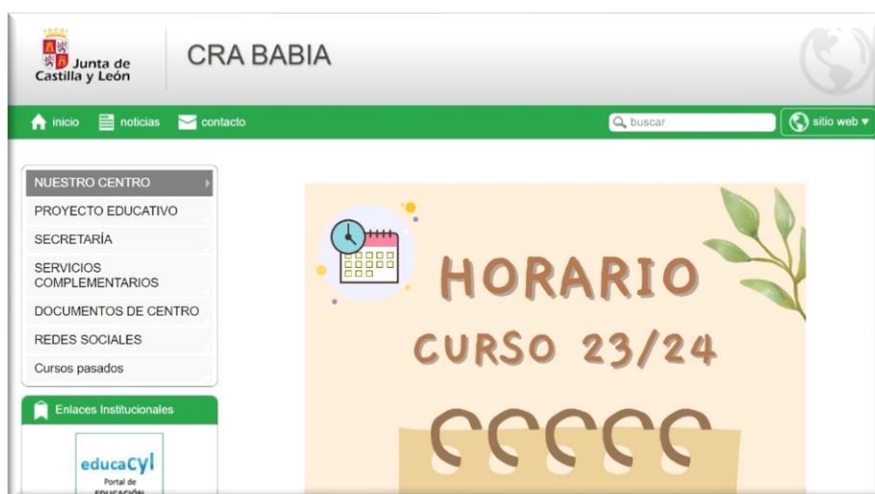 Junta de
Castilla y León
CRA BABIA
inicio noticias contacto
buscar
sitio web
NUESTRO CENTRO
PROYECTO EDUCATIVO
SECRETARÍA
SERVICIOS
COMPLEMENTARIOS
DOCUMENTOS DE CENTRO
REDES SOCIALES
Cursos pasados
Enlaces Institucionales
educaCyl
Portal de
EDUCACIÓN
HORARIO
CURSO 23/24